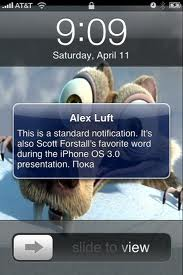 AT&T
9:09
Saturday, April 11
Alex Luft
This is a standard notification. It's
also Scott Forstall's favorite word
during the iPhone OS 3.0
presentation. Пока
slide to view